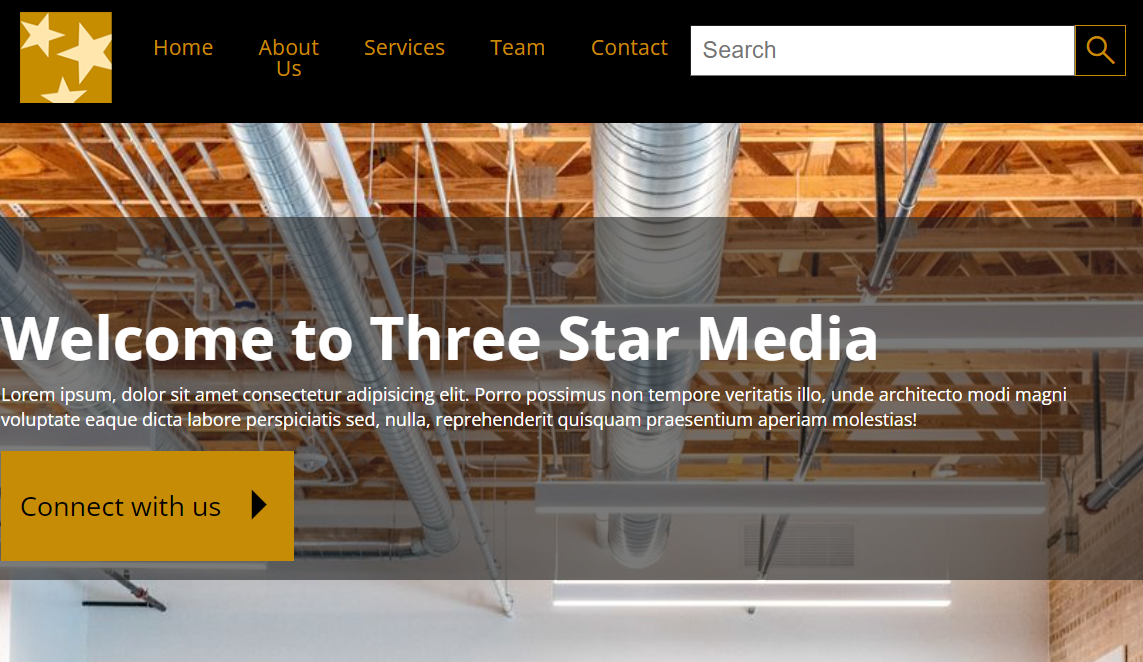 Home About Services Team Contact Search
Us
Welcome to Three Star Media
Lorem ipsum, dolor sit amet consectetur adipisicing elit. Porro possimus non tempore veritatis illo, unde architecto modi magni
voluptate eaque dicta labore perspiciatis sed, nulla, reprehenderit quisquam praesentium aperiam molestias!
Connect with us